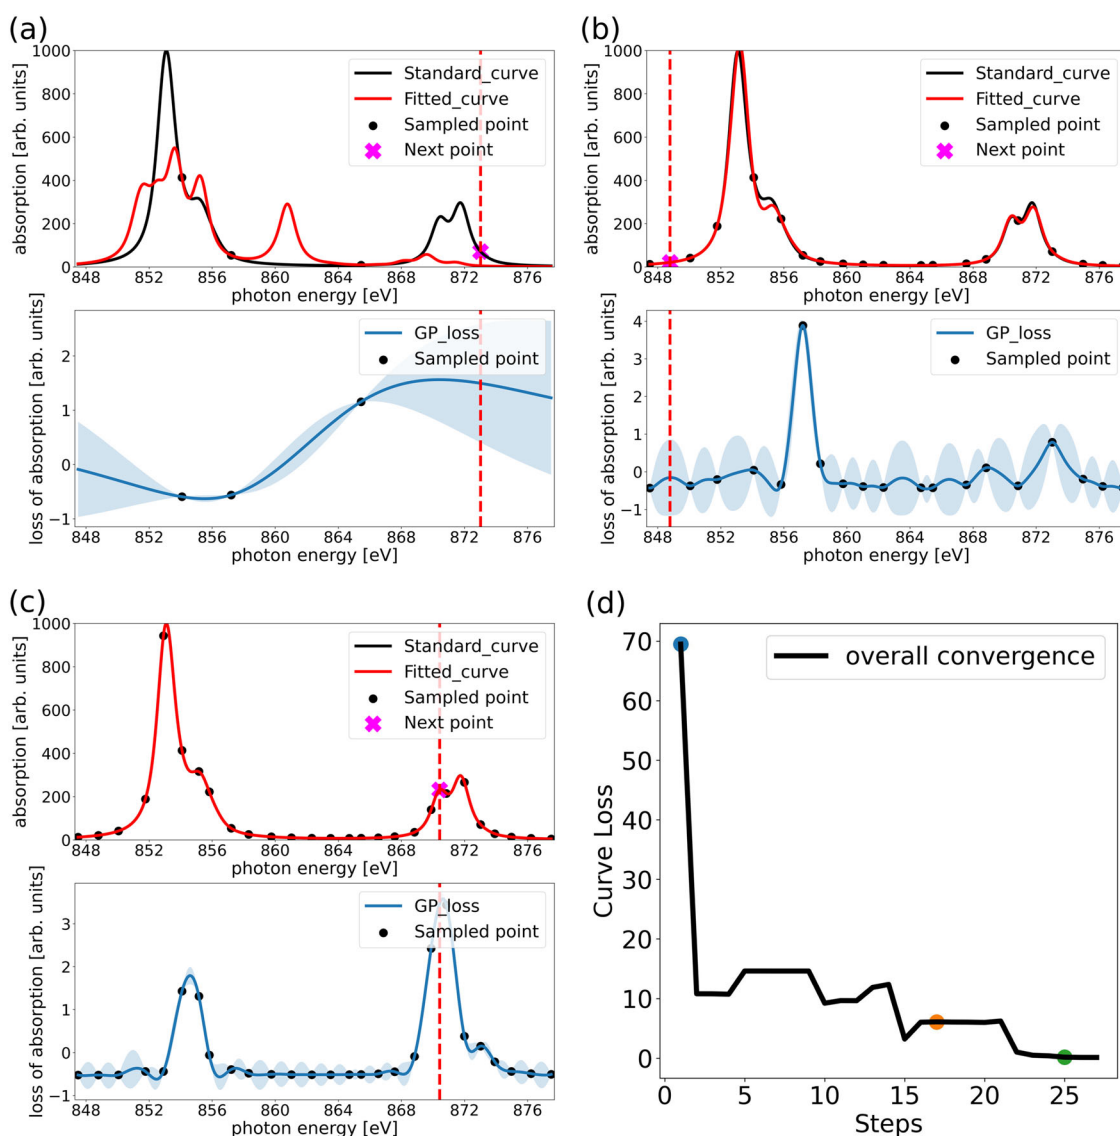 (a)
1000
800
600
400
200
0
absorption [arb. units]
Standard_curve
Fitted_curve
Sampled point
Next point
848 852 856 860 864 868 872 876
photon energy [eV]
2
1
0
−1
loss of absorption [arb. units]
GP_loss
Sampled point
848 852 856 860 864 868 872 876
photon energy [eV]
(b)
1000
800
600
400
200
0
absorption [arb. units]
Standard_curve
Fitted_curve
Sampled point
Next point
848 852 856 860 864 868 872 876
photon energy [eV]
4
3
2
1
0
−1
loss of absorption [arb. units]
GP_loss
Sampled point
848 852 856 860 864 868 872 876
photon energy [eV]
(c)
1000
800
600
400
200
0
absorption [arb. units]
Standard_curve
Fitted_curve
Sampled point
Next point
848 852 856 860 864 868 872 876
photon energy [eV]
3
2
1
0
−1
loss of absorption [arb. units]
GP_loss
Sampled point
848 852 856 860 864 868 872 876
photon energy [eV]
(d)
70
60
50
40
30
20
10
0
Curve Loss
overall convergence
0 5 10 15 20 25
Steps